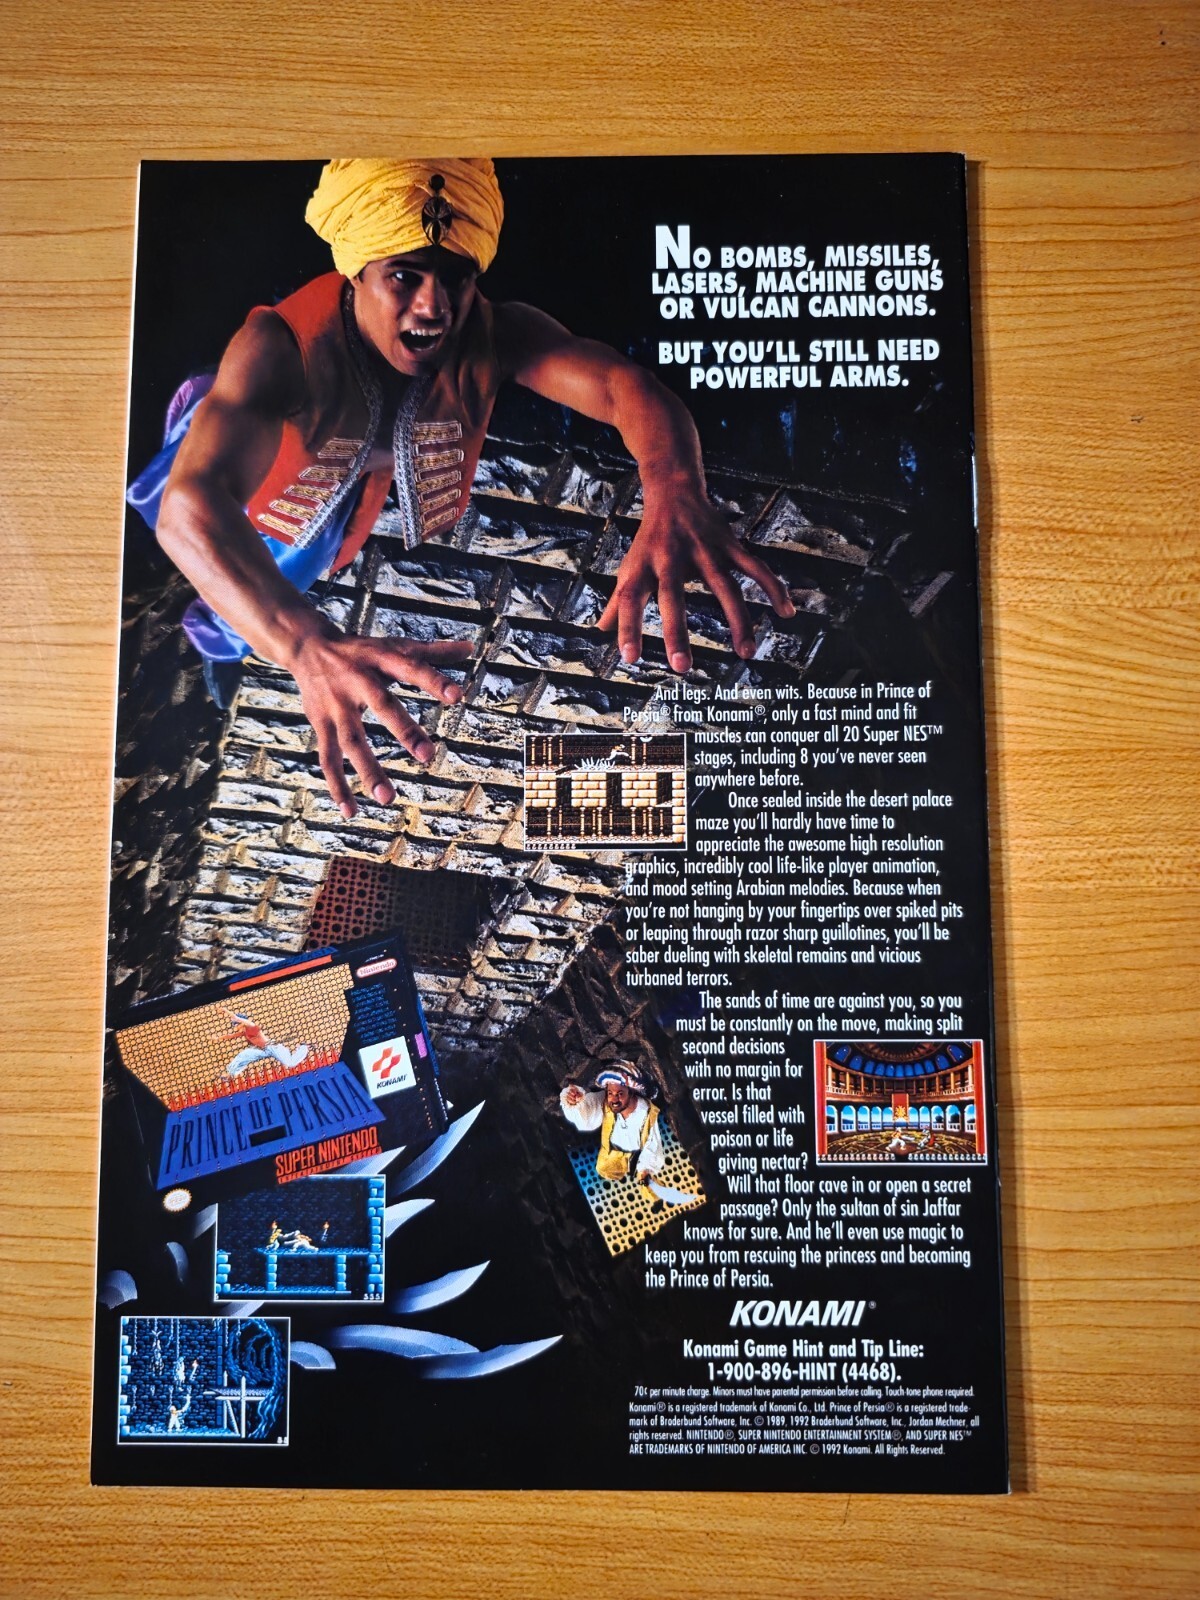 NO BOMBS, MISSILES,
LASERS, MACHINE GUNS
OR VULCAN CANNONS.
BUT YOU'LL STILL NEED
POWERFUL ARMS.
And legs. And even wits. Because in Prince of
Persia® from Konami®, only a fast mind and fit
muscles can conquer all 20 Super NES™
stages, including 8 you've never seen
anywhere before.
Once sealed inside the desert palace
maze you'll hardly have time to
appreciate the awesome high resolution
graphics, incredibly cool life-like player animation,
and mood setting Arabian melodies. Because when
you're not hanging by your fingertips over spiked pits
or leaping through razor sharp guillotines, you'll be
saber dueling with skeletal remains and vicious
turbaned terrors.
The sands of time are against you, so you
must be constantly on the move, making split
second decisions
with no margin for
error. Is that
vessel filled with
poison or life
giving nectar?
Will that floor cave in or open a secret
passage? Only the sultan of sin Jaffar
knows for sure. And he'll even use magic to
keep you from rescuing the princess and becoming
the Prince of Persia.
Nintendo
KONAMI
PRINCE OF PERSIA
SUPER NINTENDO
ENTERTAINMENT SYSTEM
KONAMI®
Konami Game Hint and Tip Line:
1-900-896-HINT (4468).
70¢ per minute charge. Minors must have parental permission before calling. Touch-tone phone required.
Konami® is a registered trademark of Konami Co., Ltd. Prince of Persia® is a registered trade-
mark of Broderbund Software, Inc. © 1989, 1992 Broderbund Software, Inc., Jordan Mechner, all
rights reserved. NINTENDO®, SUPER NINTENDO ENTERTAINMENT SYSTEM®, AND SUPER NES™
ARE TRADEMARKS OF NINTENDO OF AMERICA INC. © 1992 Konami. All Rights Reserved.